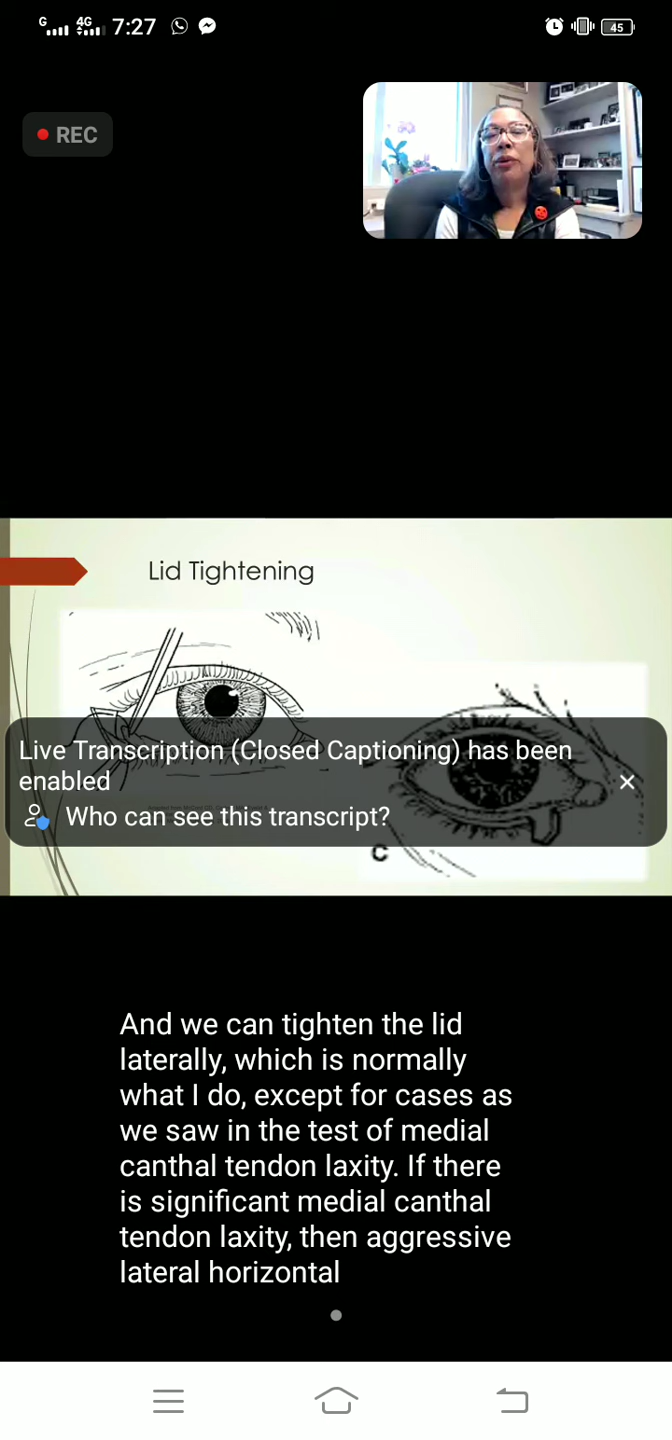 G 4G 7:27 45
REC
Lid Tightening
Live Transcription (Closed Captioning) has been
enabled
Who can see this transcript?
C
And we can tighten the lid
laterally, which is normally
what I do, except for cases as
we saw in the test of medial
canthal tendon laxity. If there
is significant medial canthal
tendon laxity, then aggressive
lateral horizontal